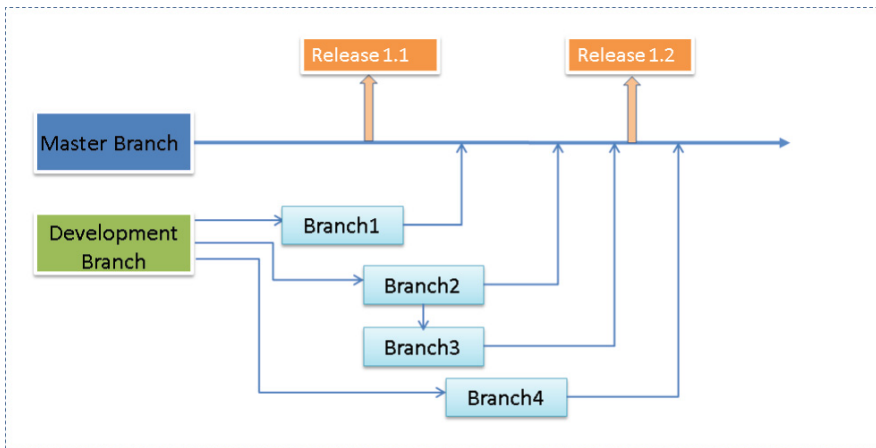 Release 1.1
Release 1.2
Master Branch
Development
Branch
Branch1
Branch2
Branch3
Branch4